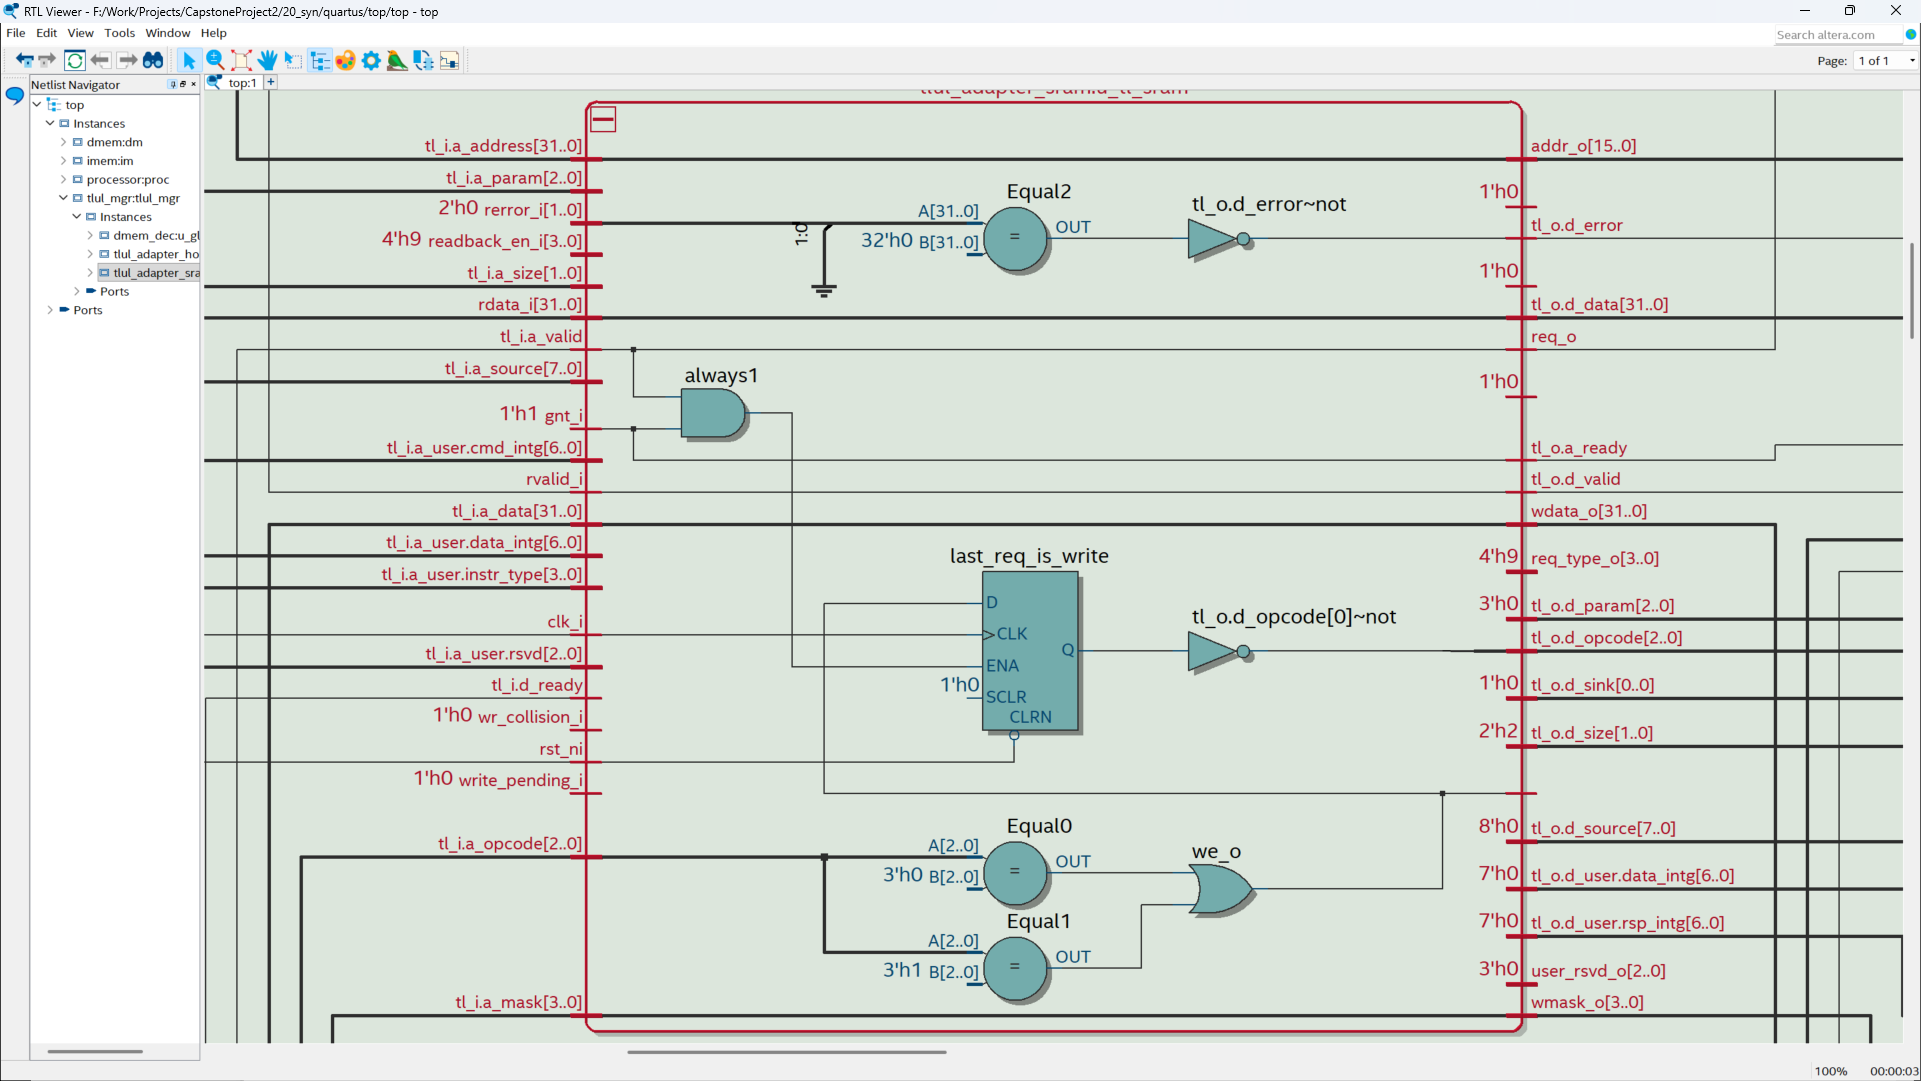 RTL Viewer - F:/Work/Projects/CapstoneProject2/20_syn/quartus/top/top - top
File Edit View Tools Window Help
Search altera.com
Page: 1 of 1
Netlist Navigator
top:1
top
Instances
dmem:dm
imem:im
processor:proc
tlul_mgr:tlul_mgr
Instances
dmem_dec:u_gl
tlul_adapter_ho
tlul_adapter_sra
Ports
Ports
tlul_adapter_sram:u_tl_sram
tl_i.a_address[31..0]
tl_i.a_param[2..0]
2'h0 rerror_i[1..0]
4'h9 readback_en_i[3..0]
tl_i.a_size[1..0]
rdata_i[31..0]
tl_i.a_valid
tl_i.a_source[7..0]
1'h1 gnt_i
tl_i.a_user.cmd_intg[6..0]
rvalid_i
tl_i.a_data[31..0]
tl_i.a_user.data_intg[6..0]
tl_i.a_user.instr_type[3..0]
clk_i
tl_i.a_user.rsvd[2..0]
tl_i.d_ready
1'h0 wr_collision_i
rst_ni
1'h0 write_pending_i
tl_i.a_opcode[2..0]
tl_i.a_mask[3..0]
1:0
Equal2
A[31..0]
32'h0 B[31..0]
=
OUT
tl_o.d_error~not
always1
last_req_is_write
D
CLK
ENA
1'h0
SCLR
CLRN
Q
tl_o.d_opcode[0]~not
Equal0
A[2..0]
3'h0 B[2..0]
=
OUT
we_o
Equal1
A[2..0]
3'h1 B[2..0]
=
OUT
addr_o[15..0]
1'h0
tl_o.d_error
1'h0
tl_o.d_data[31..0]
req_o
1'h0
tl_o.a_ready
tl_o.d_valid
wdata_o[31..0]
4'h9 req_type_o[3..0]
3'h0 tl_o.d_param[2..0]
tl_o.d_opcode[2..0]
1'h0 tl_o.d_sink[0..0]
2'h2 tl_o.d_size[1..0]
8'h0 tl_o.d_source[7..0]
7'h0 tl_o.d_user.data_intg[6..0]
7'h0 tl_o.d_user.rsp_intg[6..0]
3'h0 user_rsvd_o[2..0]
wmask_o[3..0]
100% 00:00:03